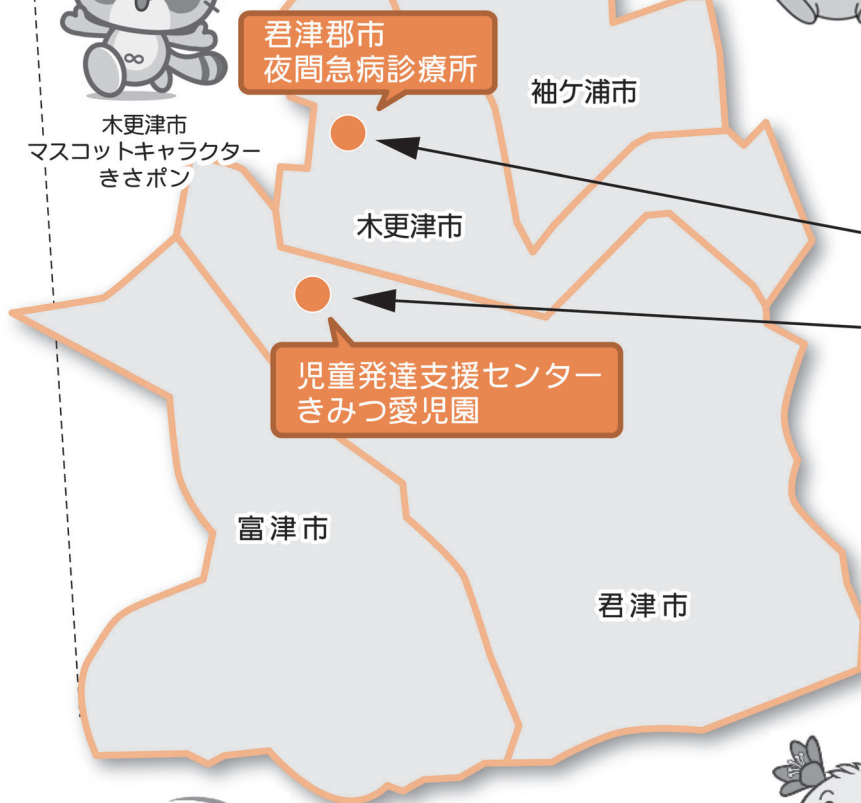 君津郡市
夜間急病診療所
袖ケ浦市
木更津市
マスコットキャラクター
きさポン
木更津市
児童発達支援センター
きみつ愛児園
富津市
君津市